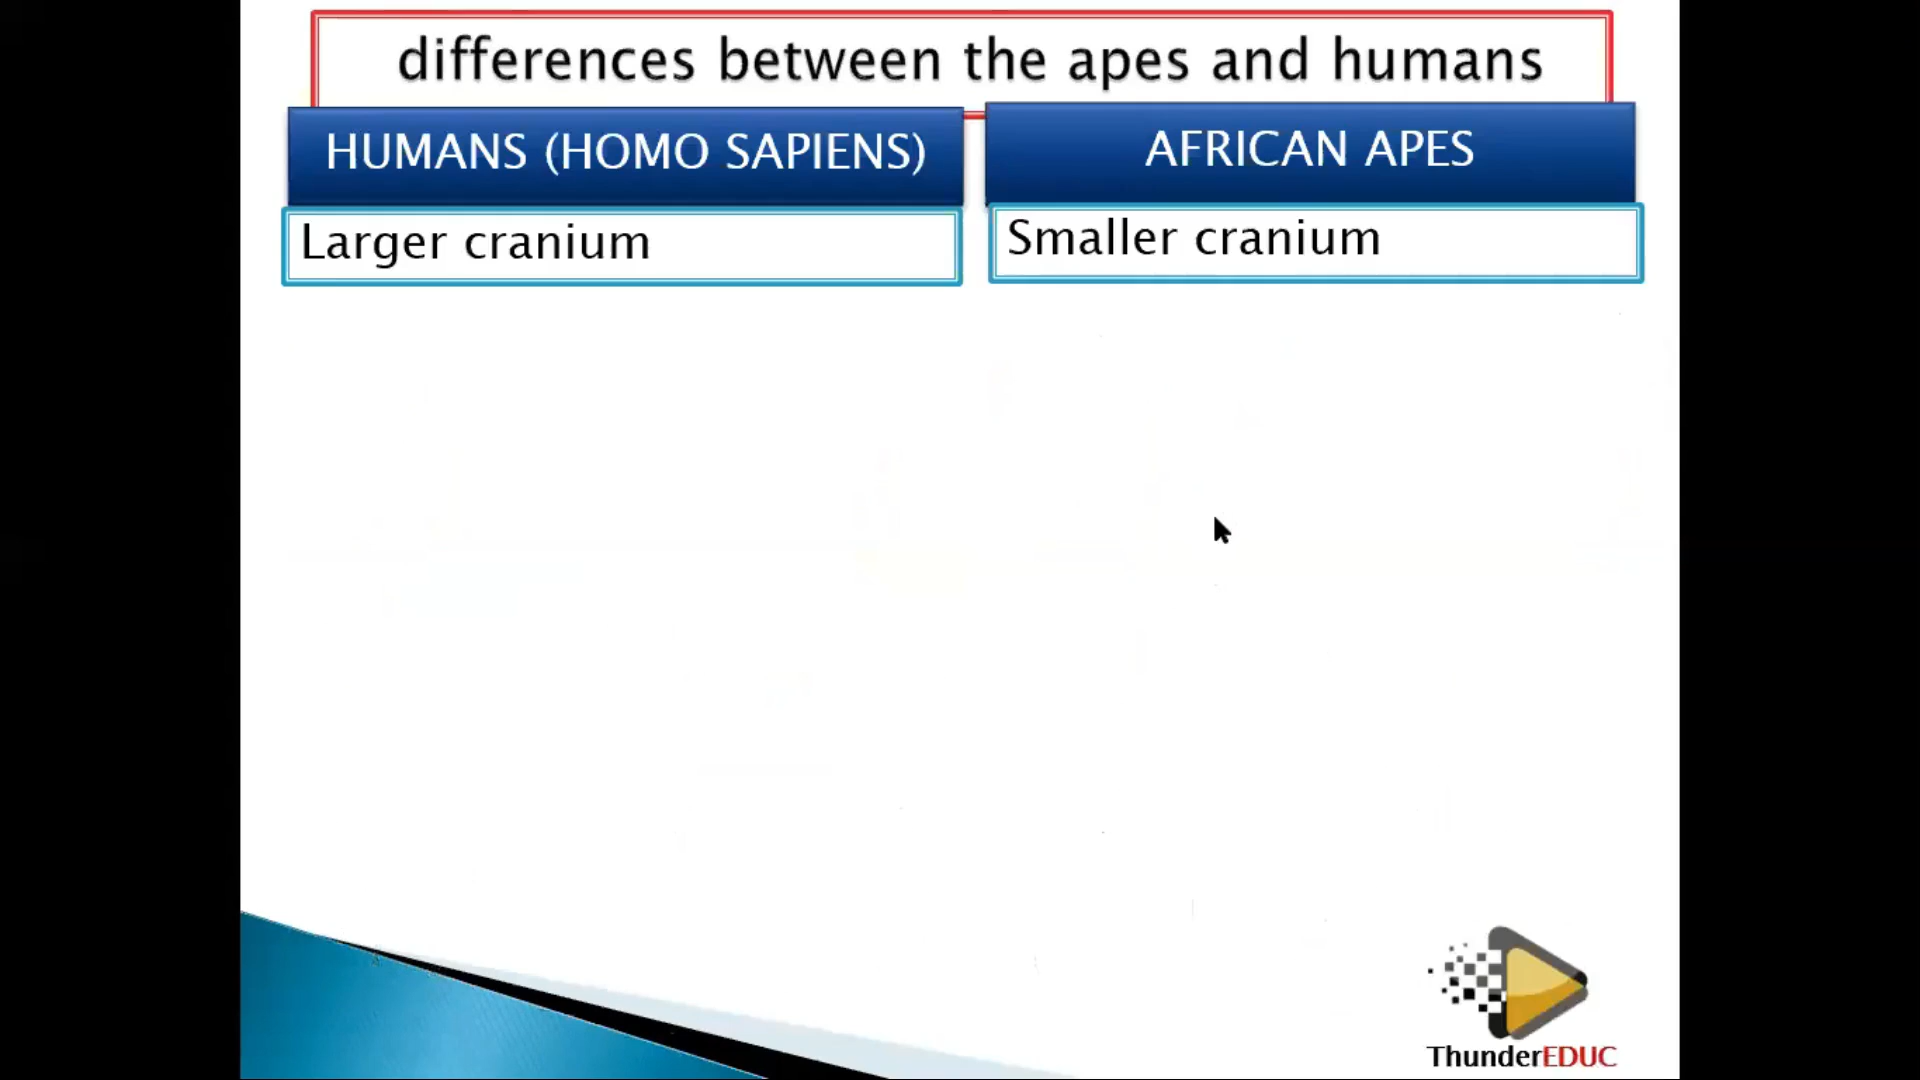 differences between the apes and humans
HUMANS (HOMO SAPIENS)
AFRICAN APES
Larger cranium
Smaller cranium
ThunderEDUC